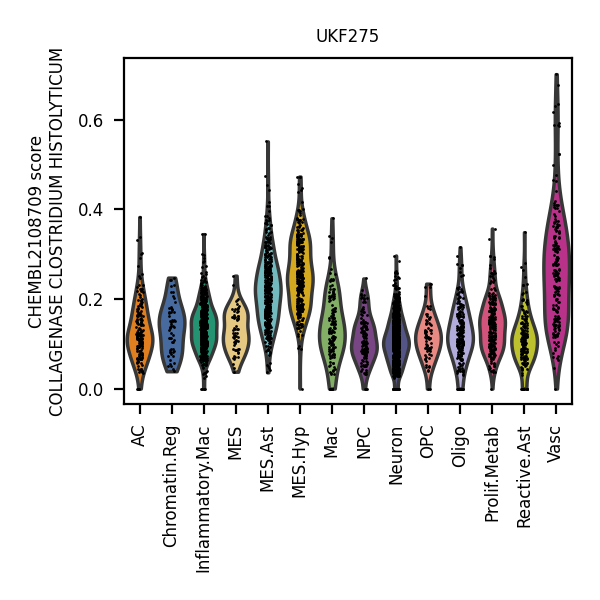 UKF275
CHEMBL2108709 score
COLLAGENASE CLOSTRIDIUM HISTOLYTICUM
0.6
0.4
0.2
0.0
AC
Chromatin.Reg
Inflammatory.Mac
MES
MES.Ast
MES.Hyp
Mac
NPC
Neuron
OPC
Oligo
Prolif.Metab
Reactive.Ast
Vasc